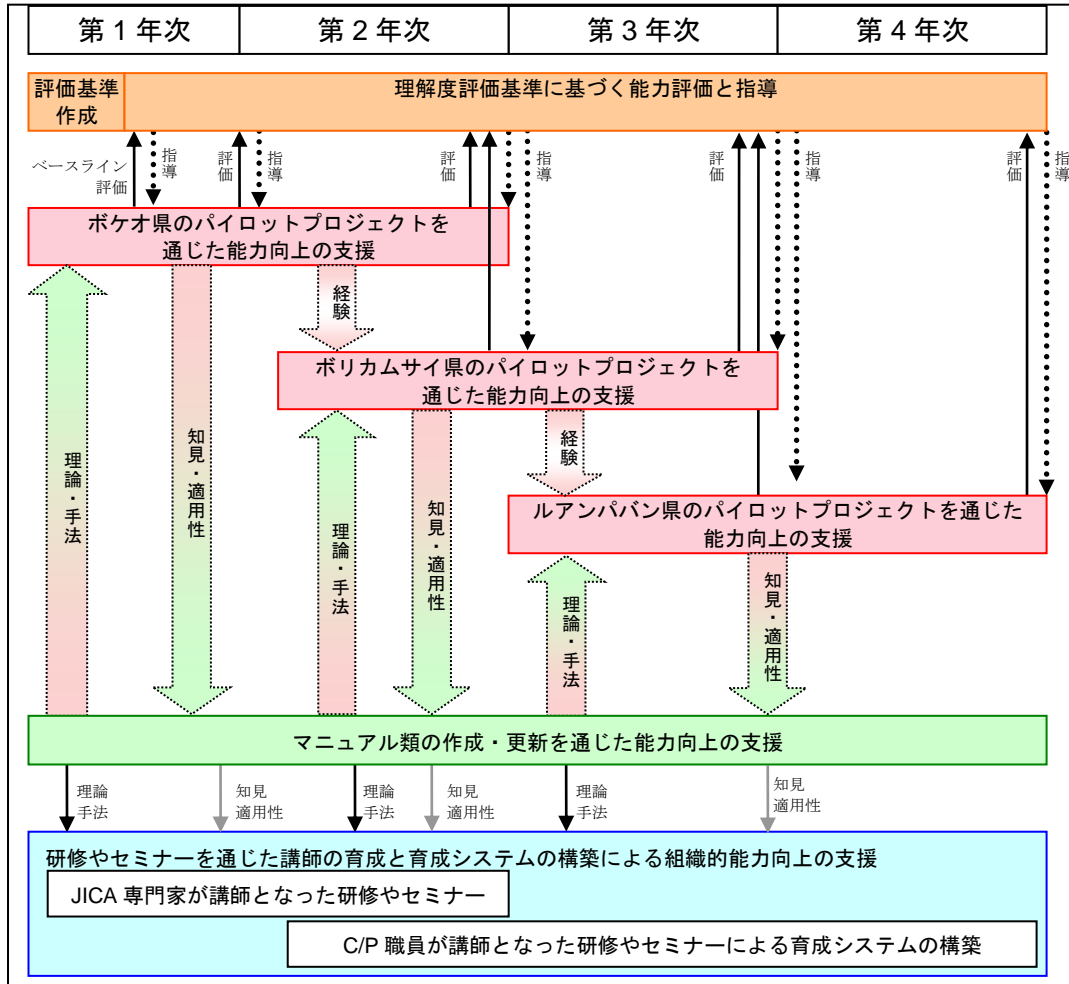 第 1 年次
第 2 年次
第 3 年次
第 4 年次
評価基準
作成
理解度評価基準に基づく能力評価と指導
ベースライン
評価
指導
評価
指導
評価
指導
評価
指導
評価
指導
ボケオ県のパイロットプロジェクトを
通じた能力向上の支援
経験
ボリカムサイ県のパイロットプロジェクトを
通じた能力向上の支援
経験
ルアンパバン県のパイロットプロジェクトを通じた
能力向上の支援
理論・手法
知見・適用性
理論・手法
知見・適用性
理論・手法
知見・適用性
マニュアル類の作成・更新を通じた能力向上の支援
理論
手法
知見
適用性
理論
手法
知見
適用性
理論
手法
知見
適用性
研修やセミナーを通じた講師の育成と育成システムの構築による組織的能力向上の支援
JICA 専門家が講師となった研修やセミナー
C/P 職員が講師となった研修やセミナーによる育成システムの構築